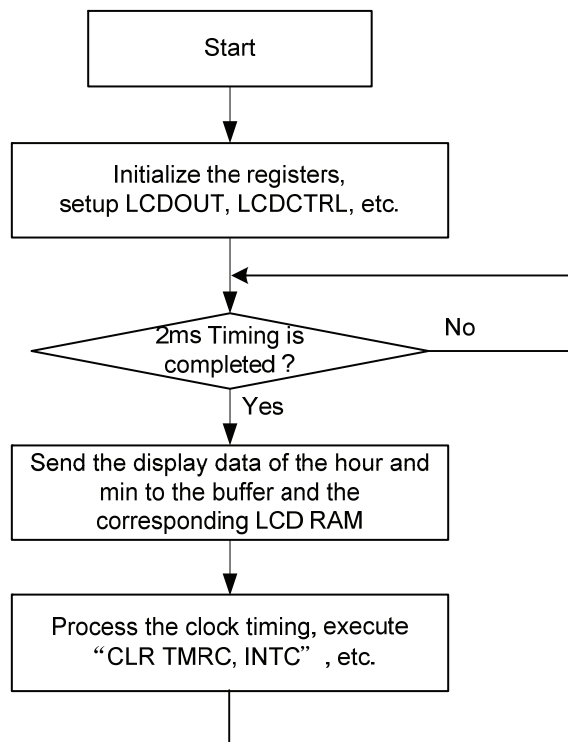 Start
Initialize the registers,
setup LCDOUT, LCDCTRL, etc.
2ms Timing is
completed ?
No
Yes
Send the display data of the hour and
min to the buffer and the
corresponding LCD RAM
Process the clock timing, execute
“CLR TMRC, INTC” , etc.